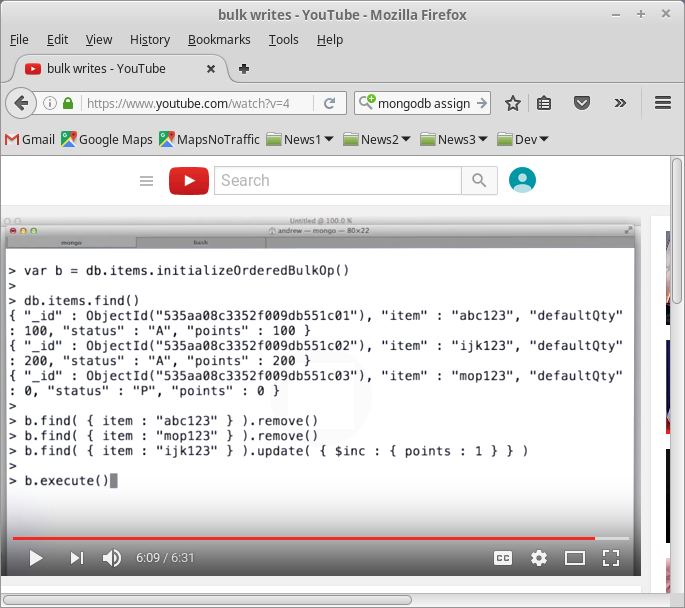 bulk writes - YouTube - Mozilla Firefox
File Edit View History Bookmarks Tools Help
bulk writes - YouTube
https://www.youtube.com/watch?v=4 mongodb assign
Gmail Google Maps MapsNoTraffic News1 News2 News3 Dev
Search
Untitled @ 100.0 %
andrew — mongo — 80×22
mongo bash
> var b = db.items.initializeOrderedBulkOp()
>
> db.items.find()
{ "_id" : ObjectId("535aa08c3352f009db551c01"), "item" : "abc123", "defaultQty"
: 100, "status" : "A", "points" : 100 }
{ "_id" : ObjectId("535aa08c3352f009db551c02"), "item" : "ijk123", "defaultQty"
: 200, "status" : "A", "points" : 200 }
{ "_id" : ObjectId("535aa08c3352f009db551c03"), "item" : "mop123", "defaultQty"
: 0, "status" : "P", "points" : 0 }
>
> b.find( { item : "abc123" } ).remove()
> b.find( { item : "mop123" } ).remove()
> b.find( { item : "ijk123" } ).update( { $inc : { points : 1 } } )
>
> b.execute()
6:09 / 6:31 CC